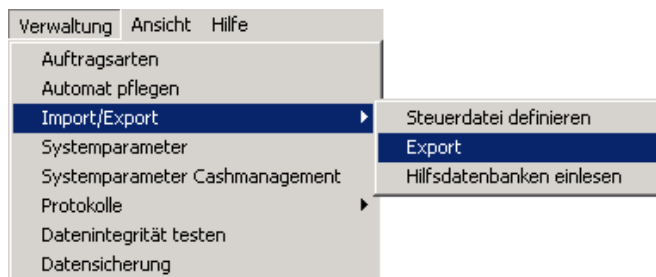 Verwaltung Ansicht Hilfe
Auftragsarten
Automat pflegen
Import/Export
Systemparameter
Systemparameter Cashmanagement
Protokolle
Datenintegrität testen
Datensicherung
Steuerdatei definieren
Export
Hilfsdatenbanken einlesen